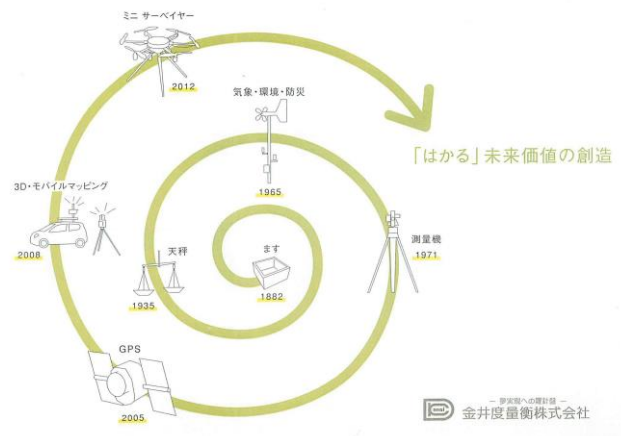 ミニ サーベイヤー
2012
気象・環境・防災
1965
「はかる」未来価値の創造
3D・モバイルマッピング
2008
天秤
1935
ます
1882
測量機
1971
GPS
2005
金井度量衡株式会社